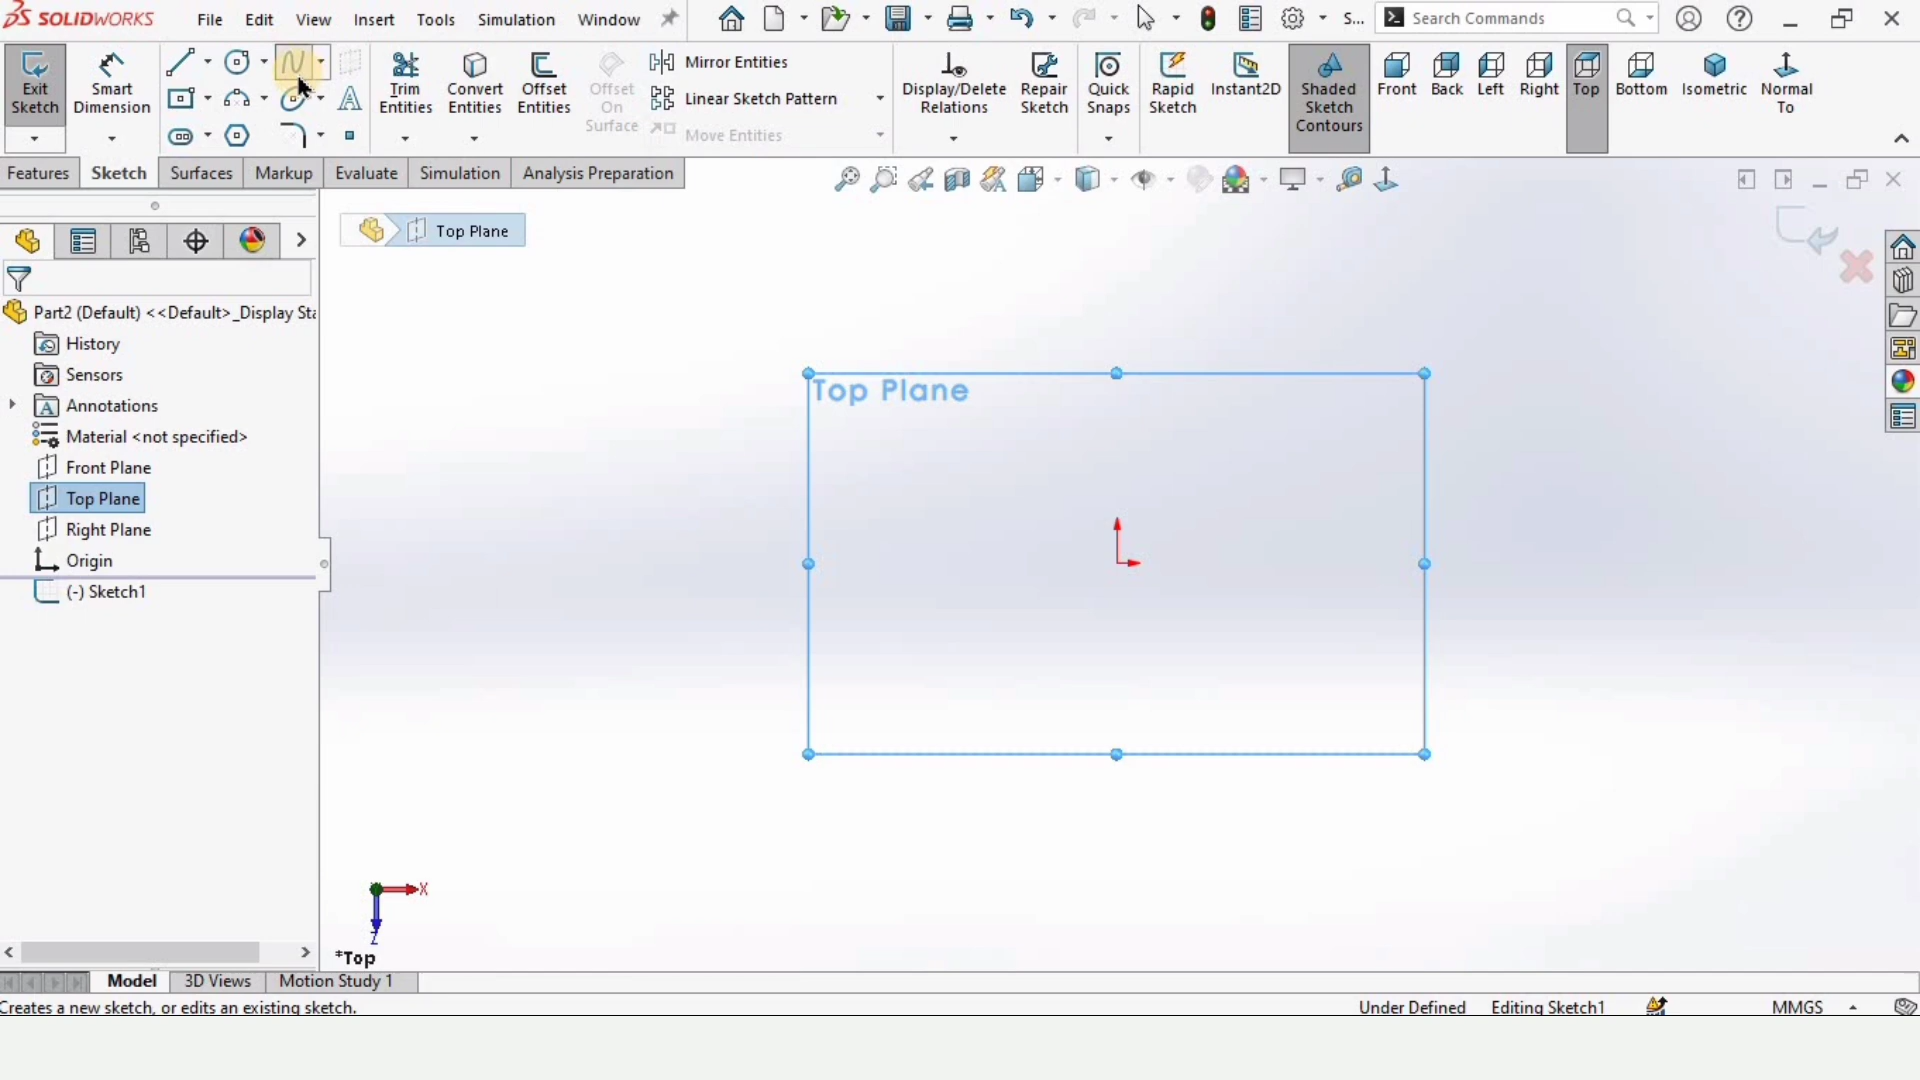 SOLIDWORKS File Edit View Insert Tools Simulation Window S... Search Commands
Exit Sketch
Smart Dimension
Trim Entities
Convert Entities
Offset Entities
Offset On Surface
Mirror Entities
Linear Sketch Pattern
Move Entities
Display/Delete Relations
Repair Sketch
Quick Snaps
Rapid Sketch
Instant2D
Shaded Sketch Contours
Front Back Left Right Top Bottom Isometric Normal To
Features Sketch Surfaces Markup Evaluate Simulation Analysis Preparation
Top Plane
Part2 (Default) <<Default>_Display Sta
History
Sensors
Annotations
Material <not specified>
Front Plane
Top Plane
Right Plane
Origin
(-) Sketch1
Top Plane
X
Z
*Top
Model 3D Views Motion Study 1
Creates a new sketch, or edits an existing sketch. Under Defined Editing Sketch1 MMGS